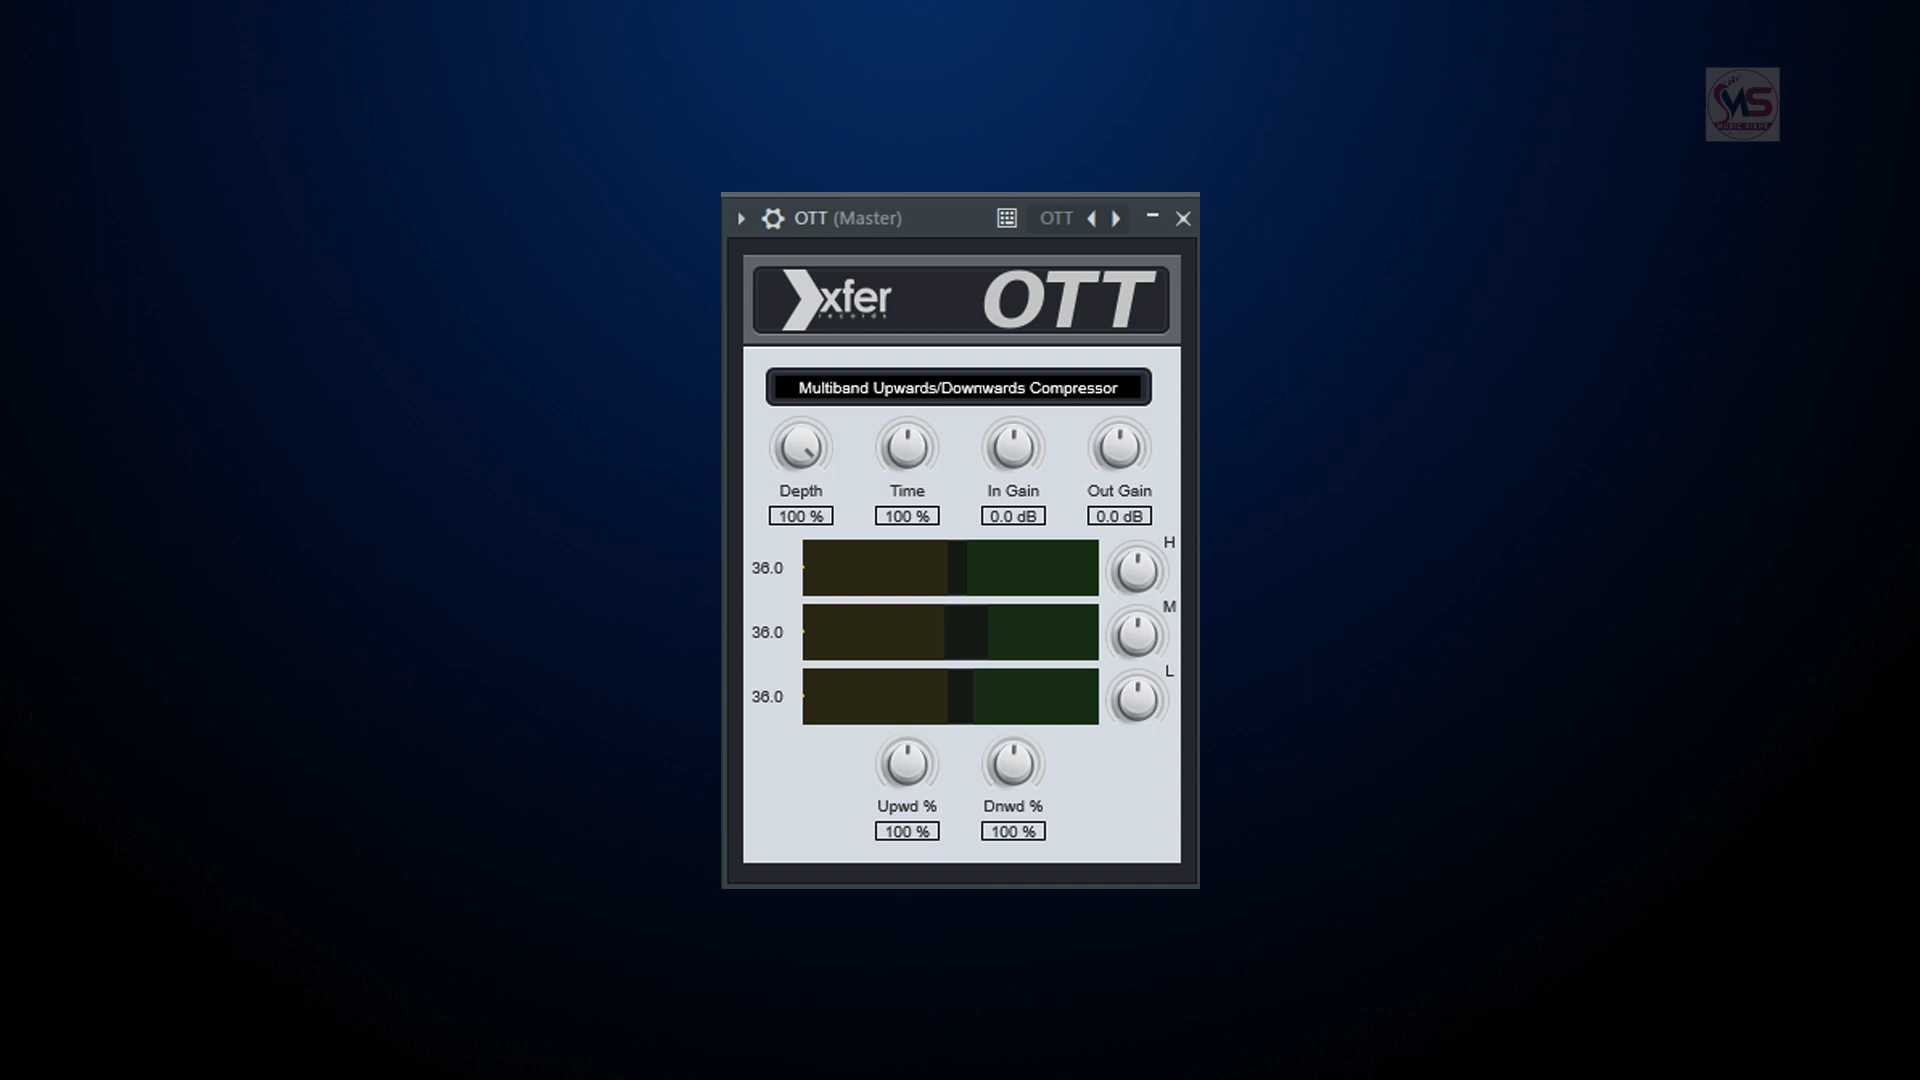 OTT (Master) OTT
xfer
records
OTT
Multiband Upwards/Downwards Compressor
Depth Time In Gain Out Gain
100 % 100 % 0.0 dB 0.0 dB
H
36.0
M
36.0
L
36.0
Upwd % Dnwd %
100 % 100 %
MS